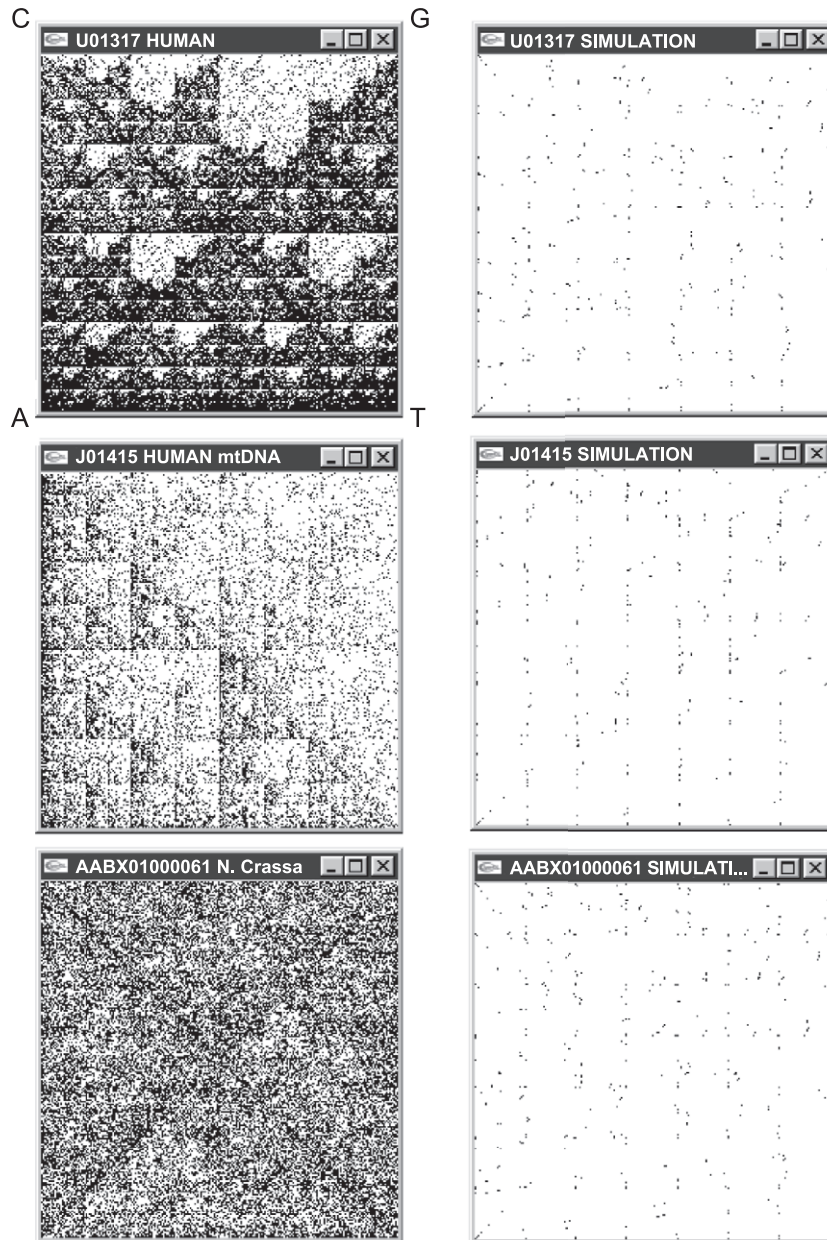 C
G
U01317 HUMAN
U01317 SIMULATION
A
T
J01415 HUMAN mtDNA
J01415 SIMULATION
AABX01000061 N. Crassa
AABX01000061 SIMULATI...